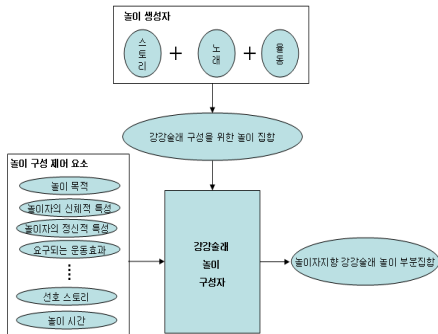 놀이 생성자
스토리
+
노래
+
율동
강강술래 구성을 위한 놀이 집합
놀이 구성 제어 요소
놀이 목적
놀이자의 신체적 특성
놀이자의 정신적 특성
요구되는 운동효과
선호 스토리
놀이 시간
강강술래
놀이
구성자
놀이자지향 강강술래 놀이 부분집합